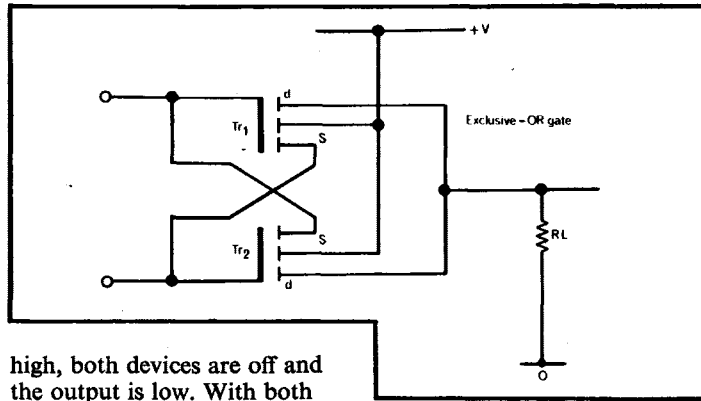 +V
d
Tr1
Exclusive-OR gate
S
S
Tr2
RL
d
O
high, both devices are off and
the output is low. With both